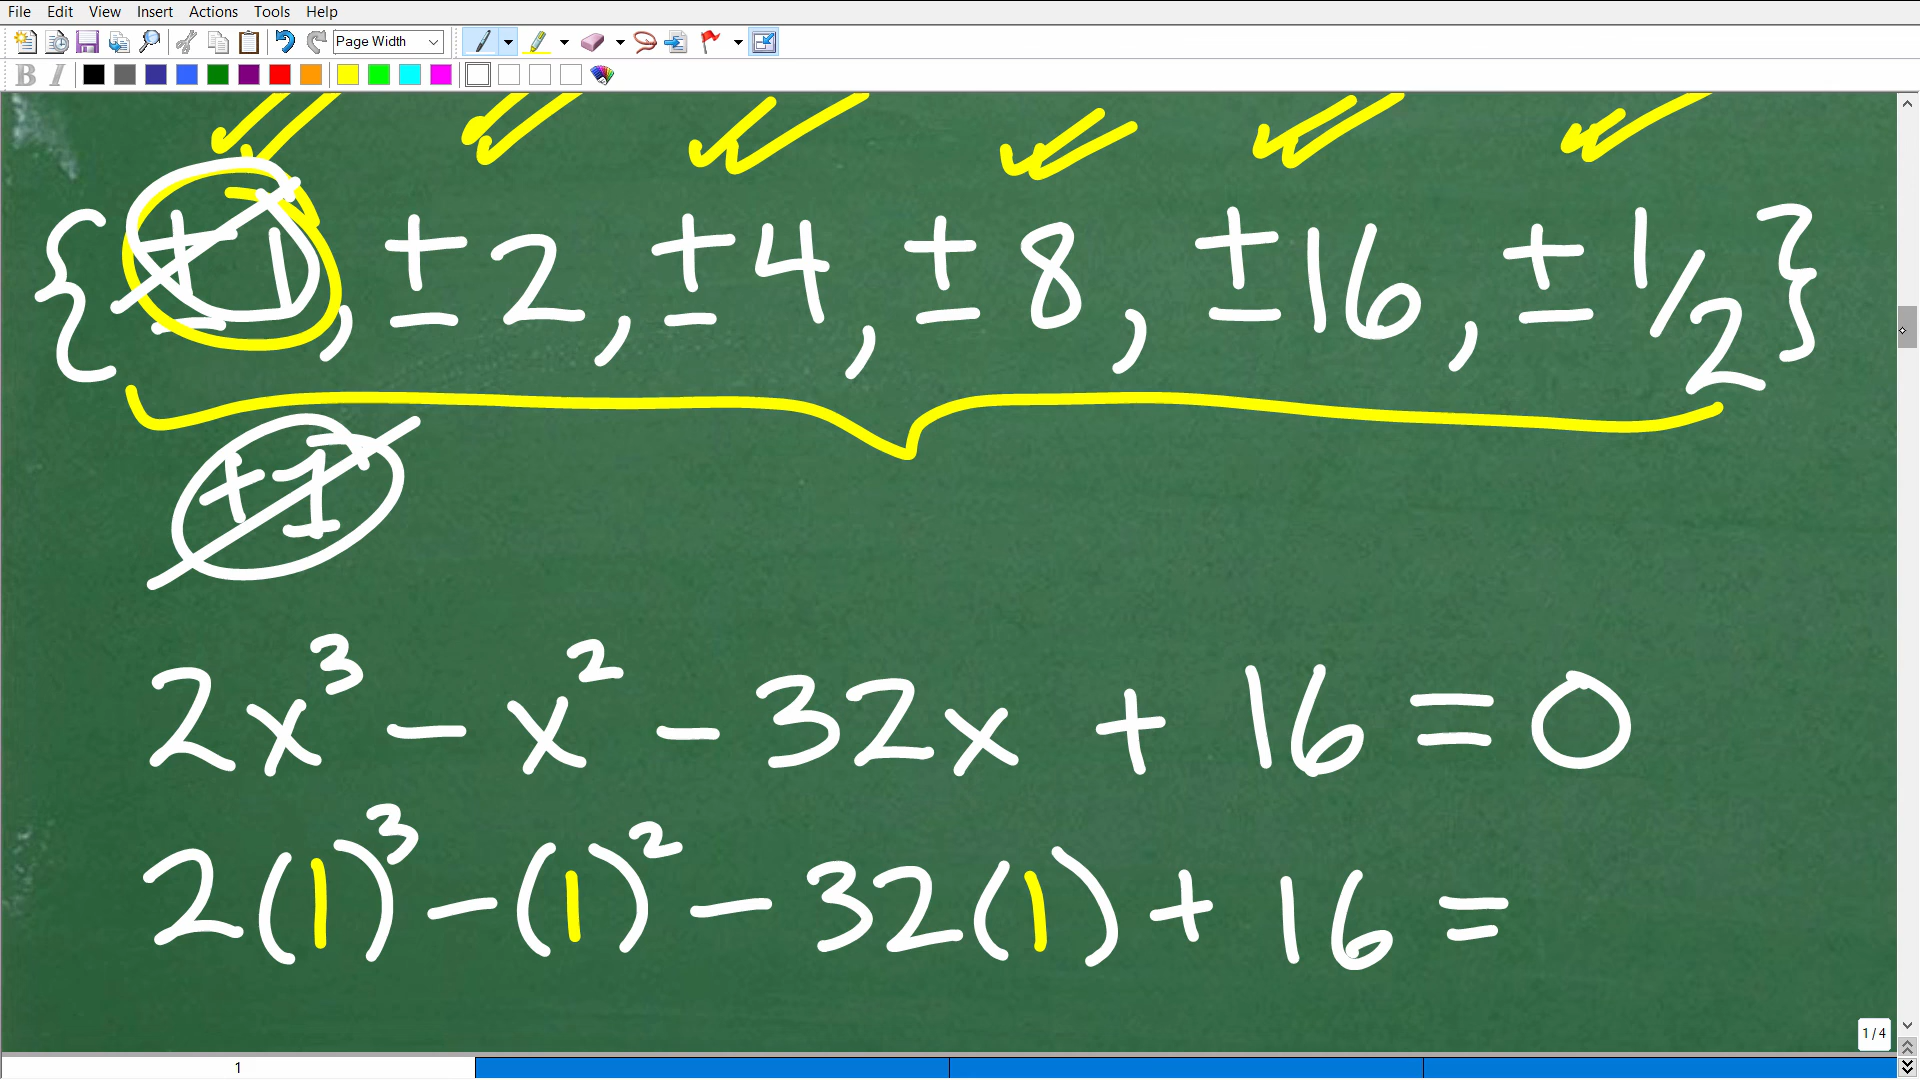 File Edit View Insert Actions Tools Help
Page Width
B I
{±1, ±2, ±4, ±8, ±16, ±1/2}
+1
2x³ - x² - 32x + 16 = 0
2(1)³ - (1)² - 32(1) + 16 =
1 / 4
1